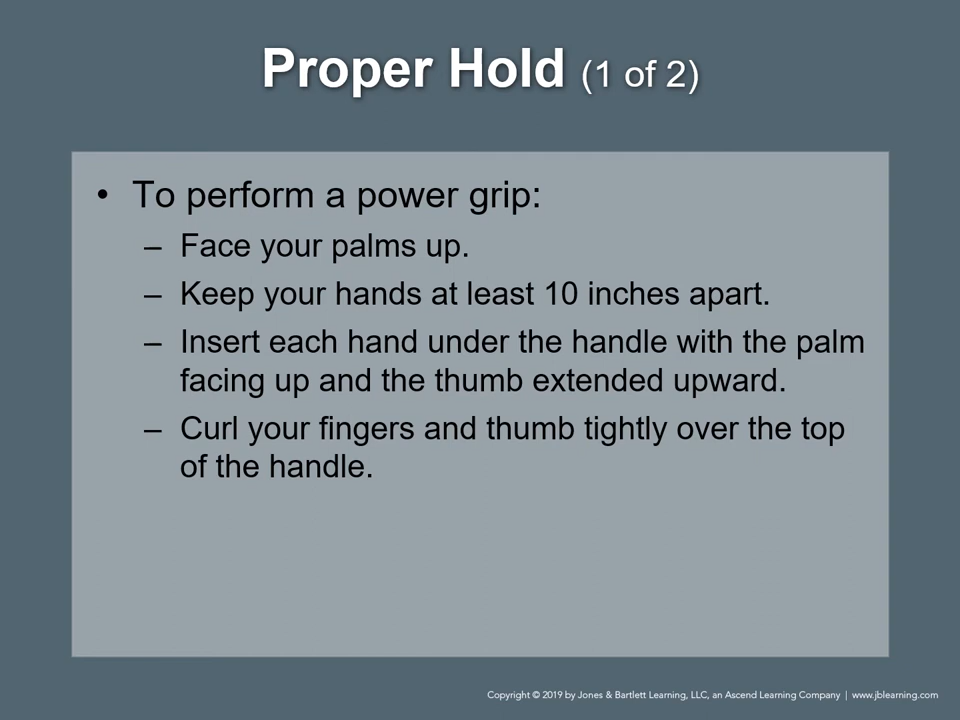 Proper Hold (1 of 2)
• To perform a power grip:
– Face your palms up.
– Keep your hands at least 10 inches apart.
– Insert each hand under the handle with the palm
facing up and the thumb extended upward.
– Curl your fingers and thumb tightly over the top
of the handle.
Copyright © 2019 by Jones & Bartlett Learning, LLC, an Ascend Learning Company | www.jblearning.com